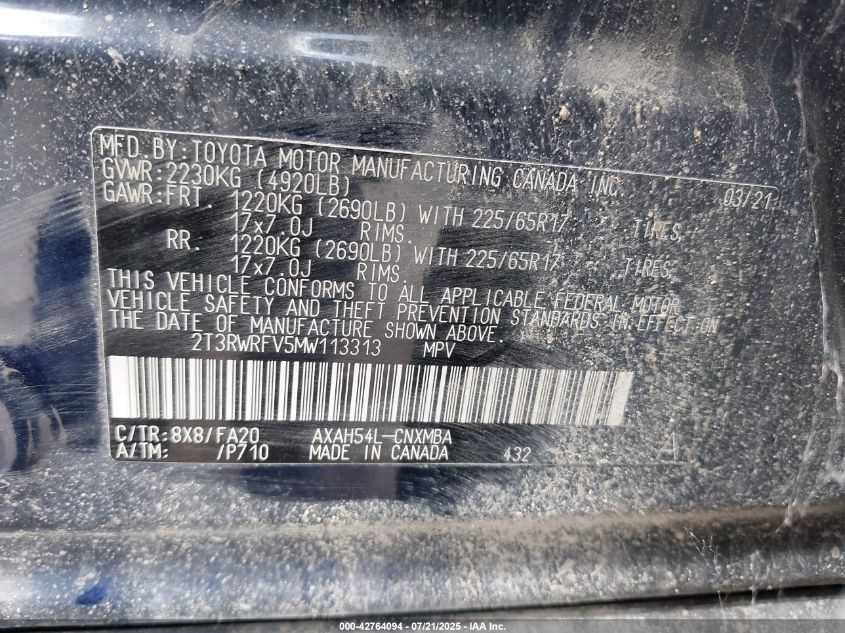 MFD. BY:TOYOTA MOTOR MANUFACTURING CANADA INC.
GVWR:2230KG (4920LB) 03/21
GAWR:FRT. 1220KG (2690LB) WITH 225/65R17 TIRES,
17x7.0J RIMS.
RR. 1220KG (2690LB) WITH 225/65R17 TIRES,
17x7.0J RIMS.
THIS VEHICLE CONFORMS TO ALL APPLICABLE FEDERAL MOTOR
VEHICLE SAFETY AND THEFT PREVENTION STANDARDS IN EFFECT ON
THE DATE OF MANUFACTURE SHOWN ABOVE.
2T3RWRFV5MW113313 MPV
C/TR:8X8/FA20 AXAH54L-CNXMBA
A/TM: /P710 MADE IN CANADA 432 A
000-42764094 - 07/21/2025 - IAA Inc.